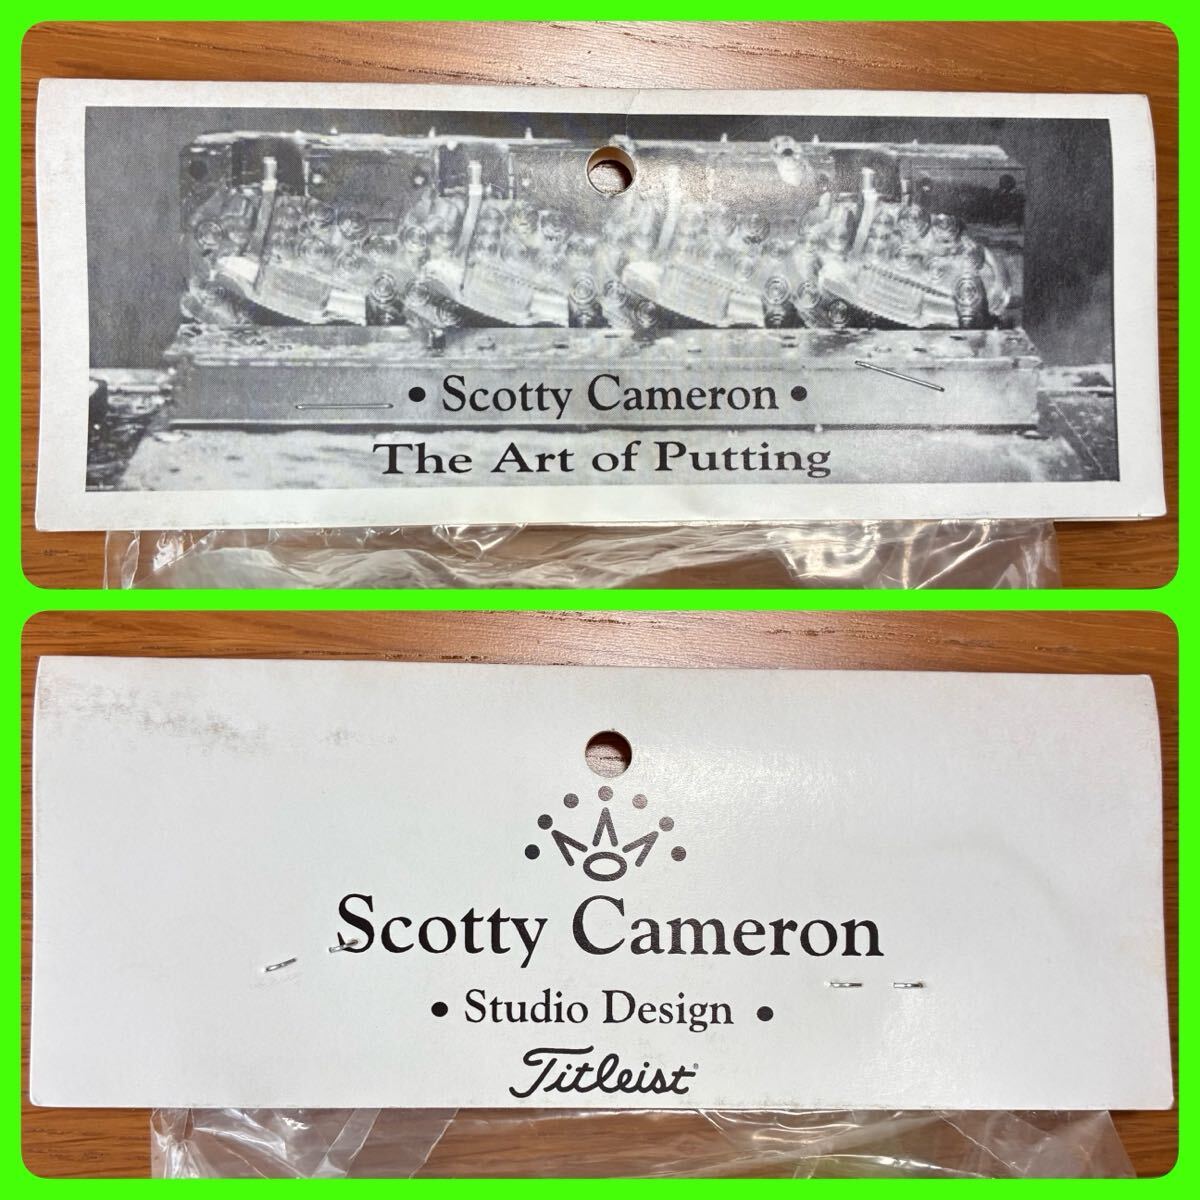 • Scotty Cameron •
The Art of Putting
Scotty Cameron
• Studio Design •
Titleist®